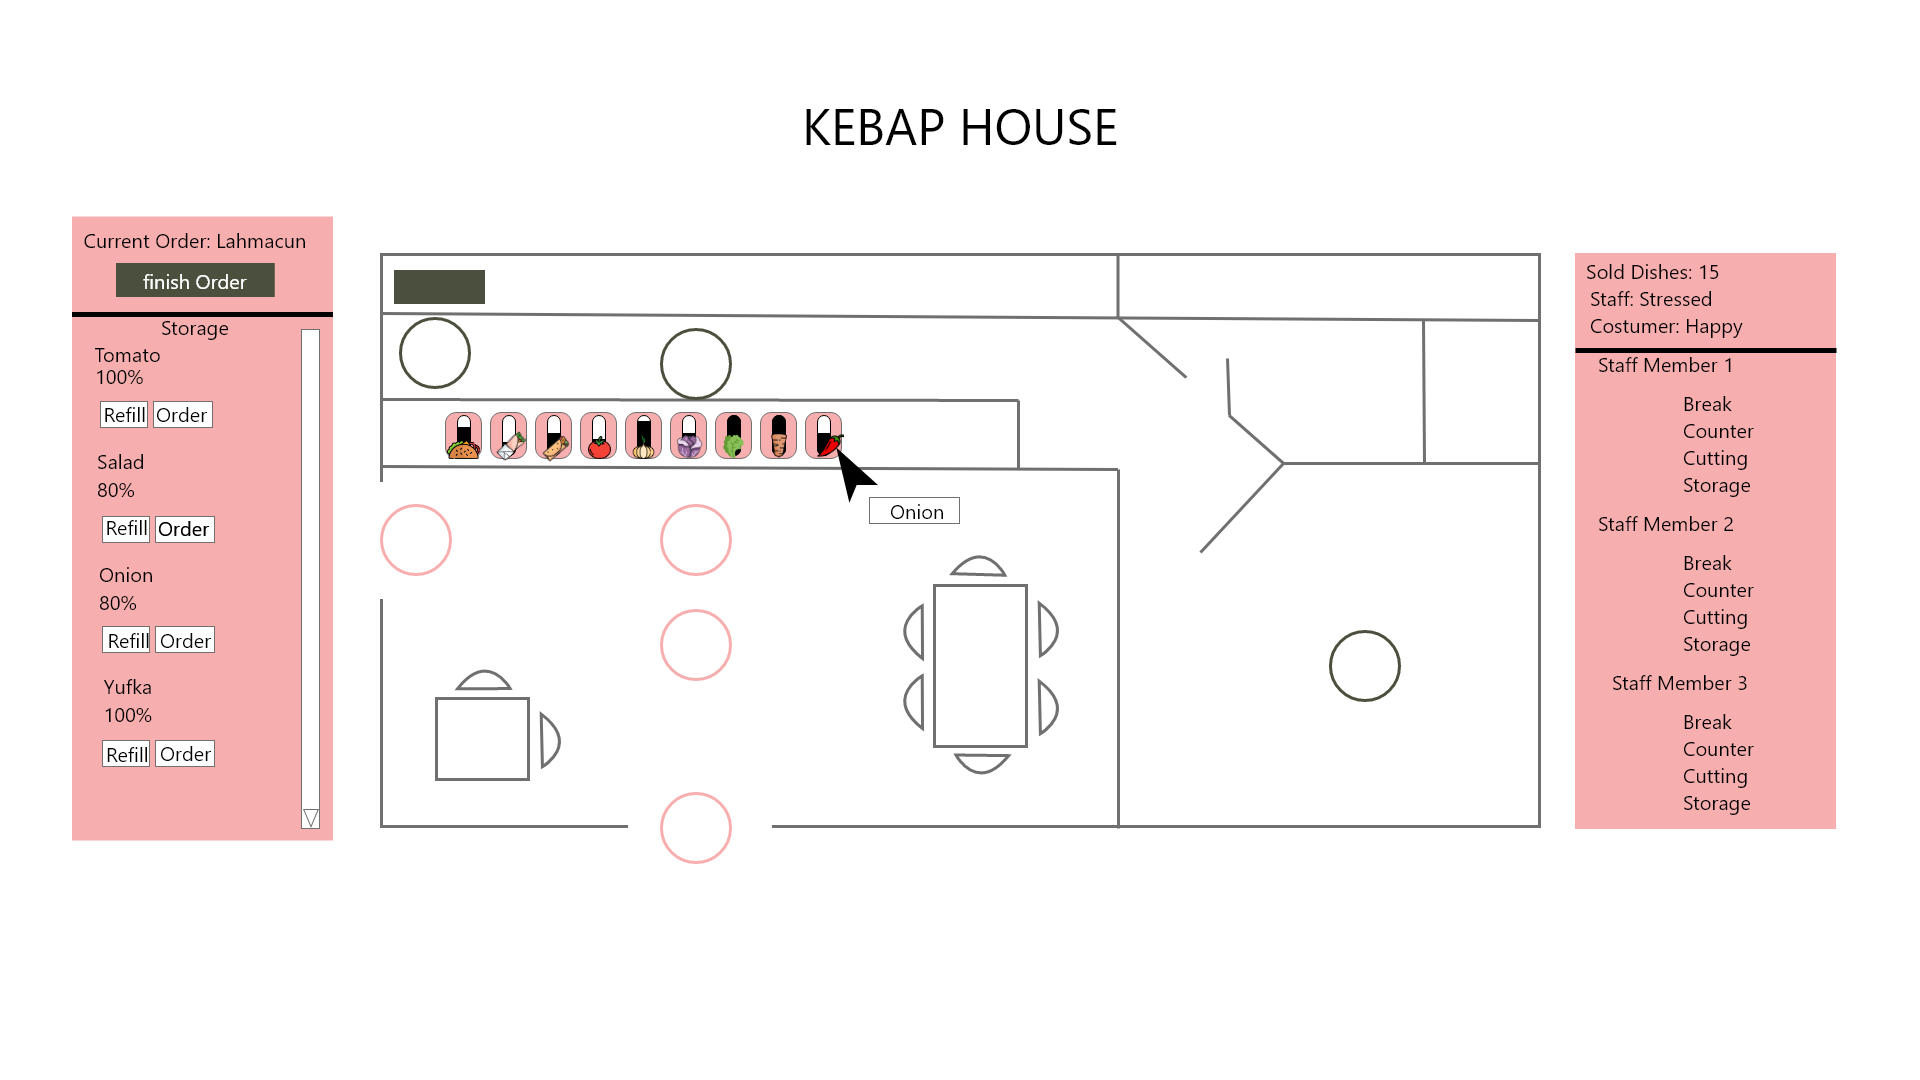 KEBAP HOUSE
Current Order: Lahmacun
finish Order
Storage
Tomato
100%
Refill Order
Salad
80%
Refill Order
Onion
80%
Refill Order
Yufka
100%
Refill Order
Onion
Sold Dishes: 15
Staff: Stressed
Costumer: Happy
Staff Member 1
Break
Counter
Cutting
Storage
Staff Member 2
Break
Counter
Cutting
Storage
Staff Member 3
Break
Counter
Cutting
Storage